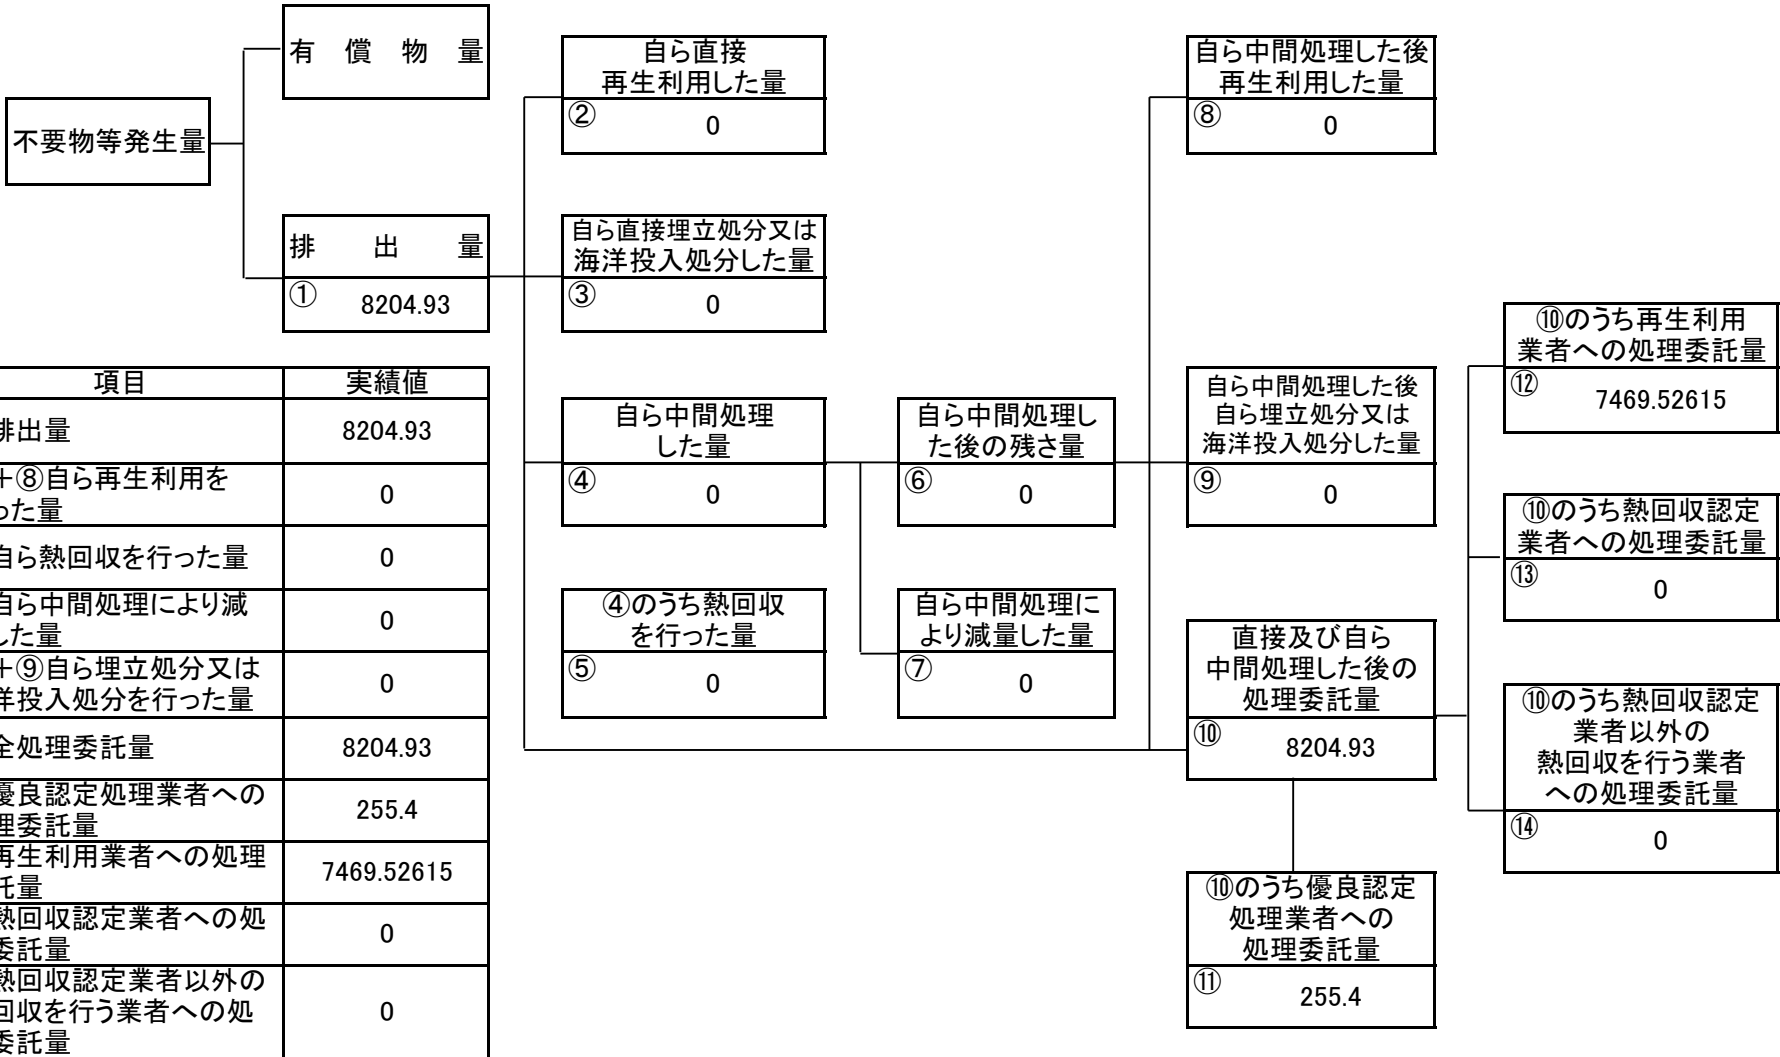 有償物量
不要物等発生量
排出量
① 8204.93
自ら直接
再生利用した量
② 0
自ら直接埋立処分又は
海洋投入処分した量
③ 0
自ら中間処理
した量
④ 0
④のうち熱回収
を行った量
⑤ 0
自ら中間処理し
た後の残さ量
⑥ 0
自ら中間処理に
より減量した量
⑦ 0
自ら中間処理した後
再生利用した量
⑧ 0
自ら中間処理した後
自ら埋立処分又は
海洋投入処分した量
⑨ 0
直接及び自ら
中間処理した後の
処理委託量
⑩ 8204.93
⑩のうち優良認定
処理業者への
処理委託量
⑪ 255.4
⑩のうち再生利用
業者への処理委託量
⑫ 7469.52615
⑩のうち熱回収認定
業者への処理委託量
⑬ 0
⑩のうち熱回収認定
業者以外の
熱回収を行う業者
への処理委託量
⑭ 0
項目 実績値
排出量 8204.93
+⑧自ら再生利用を
った量 0
自ら熱回収を行った量 0
自ら中間処理により減
した量 0
+⑨自ら埋立処分又は
洋投入処分を行った量 0
全処理委託量 8204.93
優良認定処理業者への
理委託量 255.4
再生利用業者への処理
託量 7469.52615
熱回収認定業者への処
委託量 0
熱回収認定業者以外の
回収を行う業者への処
委託量 0